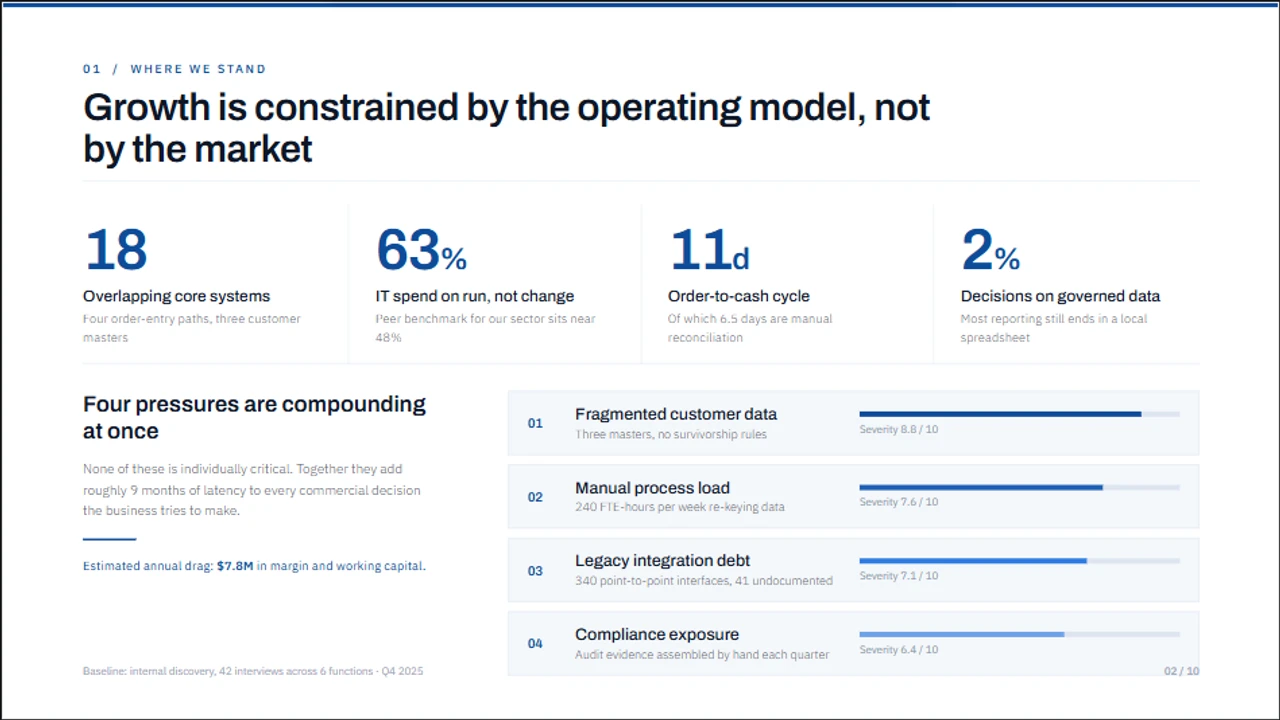 01 / WHERE WE STAND
Growth is constrained by the operating model, not
by the market
18
Overlapping core systems
Four order-entry paths, three customer
masters
63%
IT spend on run, not change
Peer benchmark for our sector sits near
48%
11d
Order-to-cash cycle
Of which 6.5 days are manual
reconciliation
2%
Decisions on governed data
Most reporting still ends in a local
spreadsheet
Four pressures are compounding
at once
None of these is individually critical. Together they add
roughly 9 months of latency to every commercial decision
the business tries to make.
Estimated annual drag: $7.8M in margin and working capital.
01
Fragmented customer data
Three masters, no survivorship rules
Severity 8.8 / 10
02
Manual process load
240 FTE-hours per week re-keying data
Severity 7.6 / 10
03
Legacy integration debt
340 point-to-point interfaces, 41 undocumented
Severity 7.1 / 10
04
Compliance exposure
Audit evidence assembled by hand each quarter
Severity 6.4 / 10
Baseline: internal discovery, 42 interviews across 6 functions · Q4 2025
02 / 10